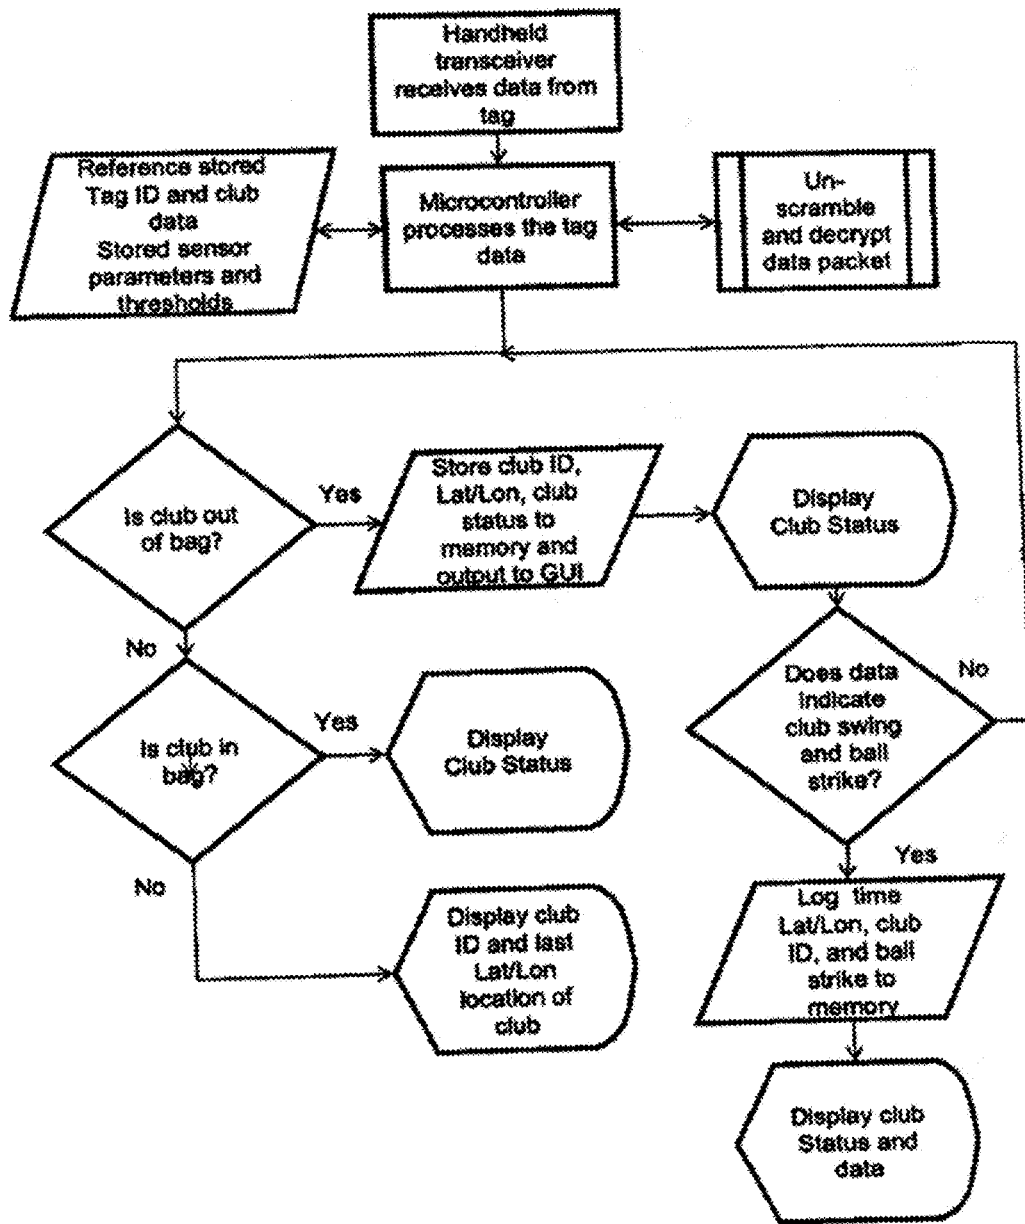 Handheld
transceiver
receives data from
tag
Reference stored
Tag ID and club
data
Stored sensor
parameters and
thresholds
Microcontroller
processes the tag
data
Un-
scramble
and decrypt
data packet
Is club out
of bag?
Yes
Store club ID,
Lat/Lon, club
status to
memory and
output to GUI
Display
Club Status
No
Is club in
bag?
Yes
Display
Club Status
Does data
indicate
club swing
and ball
strike?
No
No
Display club
ID and last
Lat/Lon
location of
club
Yes
Log time
Lat/Lon, club
ID, and ball
strike to
memory
Display club
Status and
data